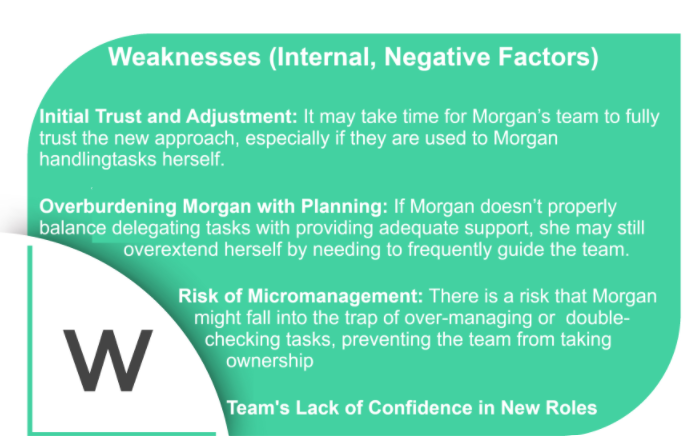 Weaknesses (Internal, Negative Factors)
Initial Trust and Adjustment: It may take time for Morgan's team to fully
trust the new approach, especially if they are used to Morgan
handlingtasks herself.
Overburdening Morgan with Planning: If Morgan doesn't properly
balance delegating tasks with providing adequate support, she may still
overextend herself by needing to frequently guide the team.
Risk of Micromanagement: There is a risk that Morgan
might fall into the trap of over-managing or double-
checking tasks, preventing the team from taking
ownership
W
Team's Lack of Confidence in New Roles